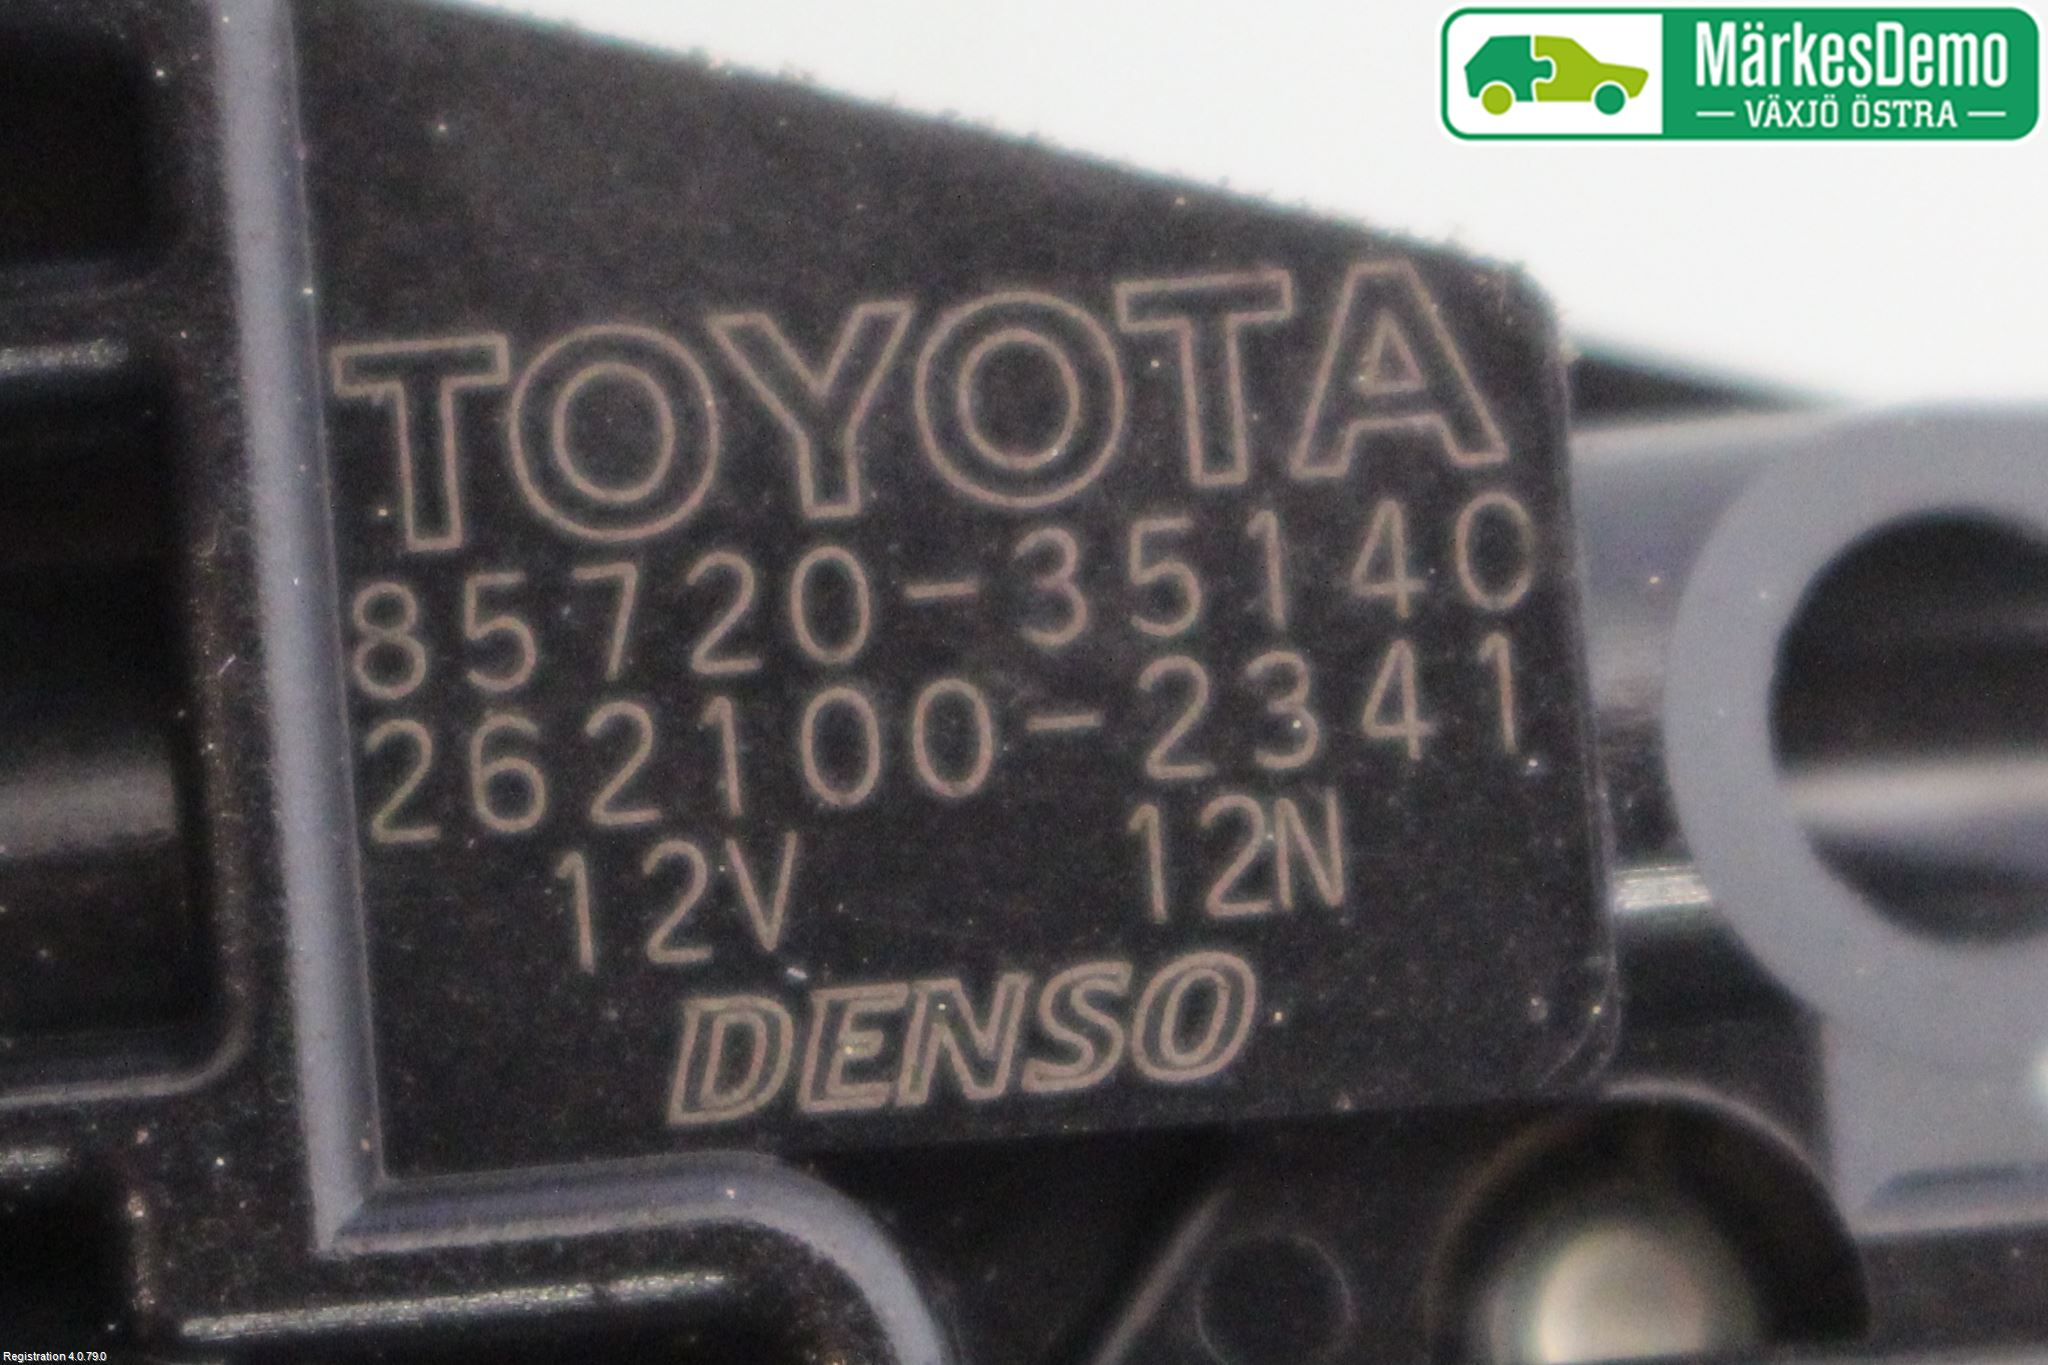 MärkesDemo
— VÄXJÖ ÖSTRA —
TOYOTA
85720-35140
262100-2341
12V 12N
DENSO
Registration 4.0.79.0